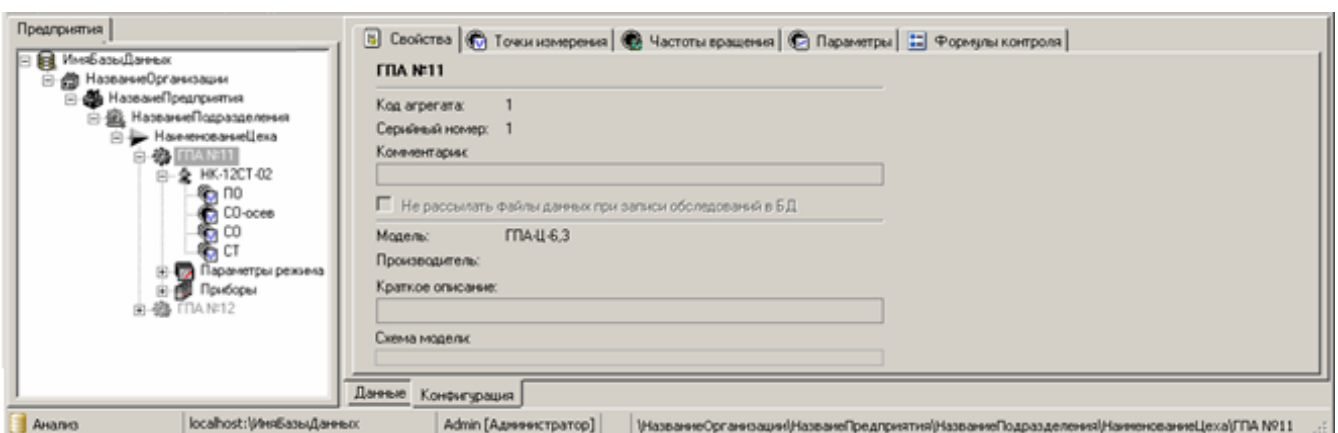 Предприятия
ИмяБазыДанных
НазваниеОрганизации
НазванеПредприятия
НазваниеПодразделения
НаименованиеЦеха
ГПА №11
НК-12СТ-02
ПО
СО-осев
СО
СТ
Параметры режима
Приборы
ГПА №12
Свойства Точки измерения Частоты вращения Параметры Формулы контроля
ГПА №11
Код агрегата: 1
Серийный номер: 1
Комментарии:
Не рассылать файлы данных при записи обследований в БД
Модель: ГПА-Ц-6,3
Производитель:
Краткое описание:
Схема модели:
Данные Конфигурация
Анализ localhost:\ИмяБазыДанных Admin [Администратор] \НазваниеОрганизации\НазванеПредприятия\НазваниеПодразделения\НаименованиеЦеха\ГПА №11